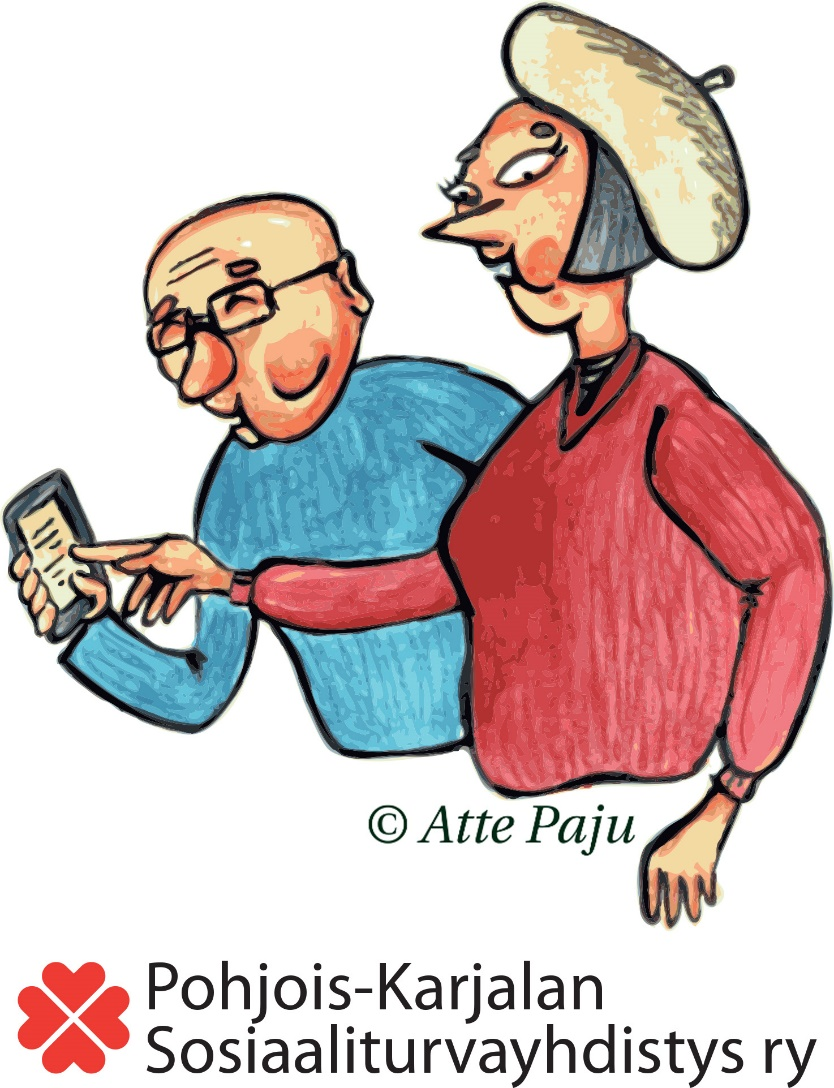 © Atte Paju
Pohjois-Karjalan
Sosiaaliturvayhdistys ry